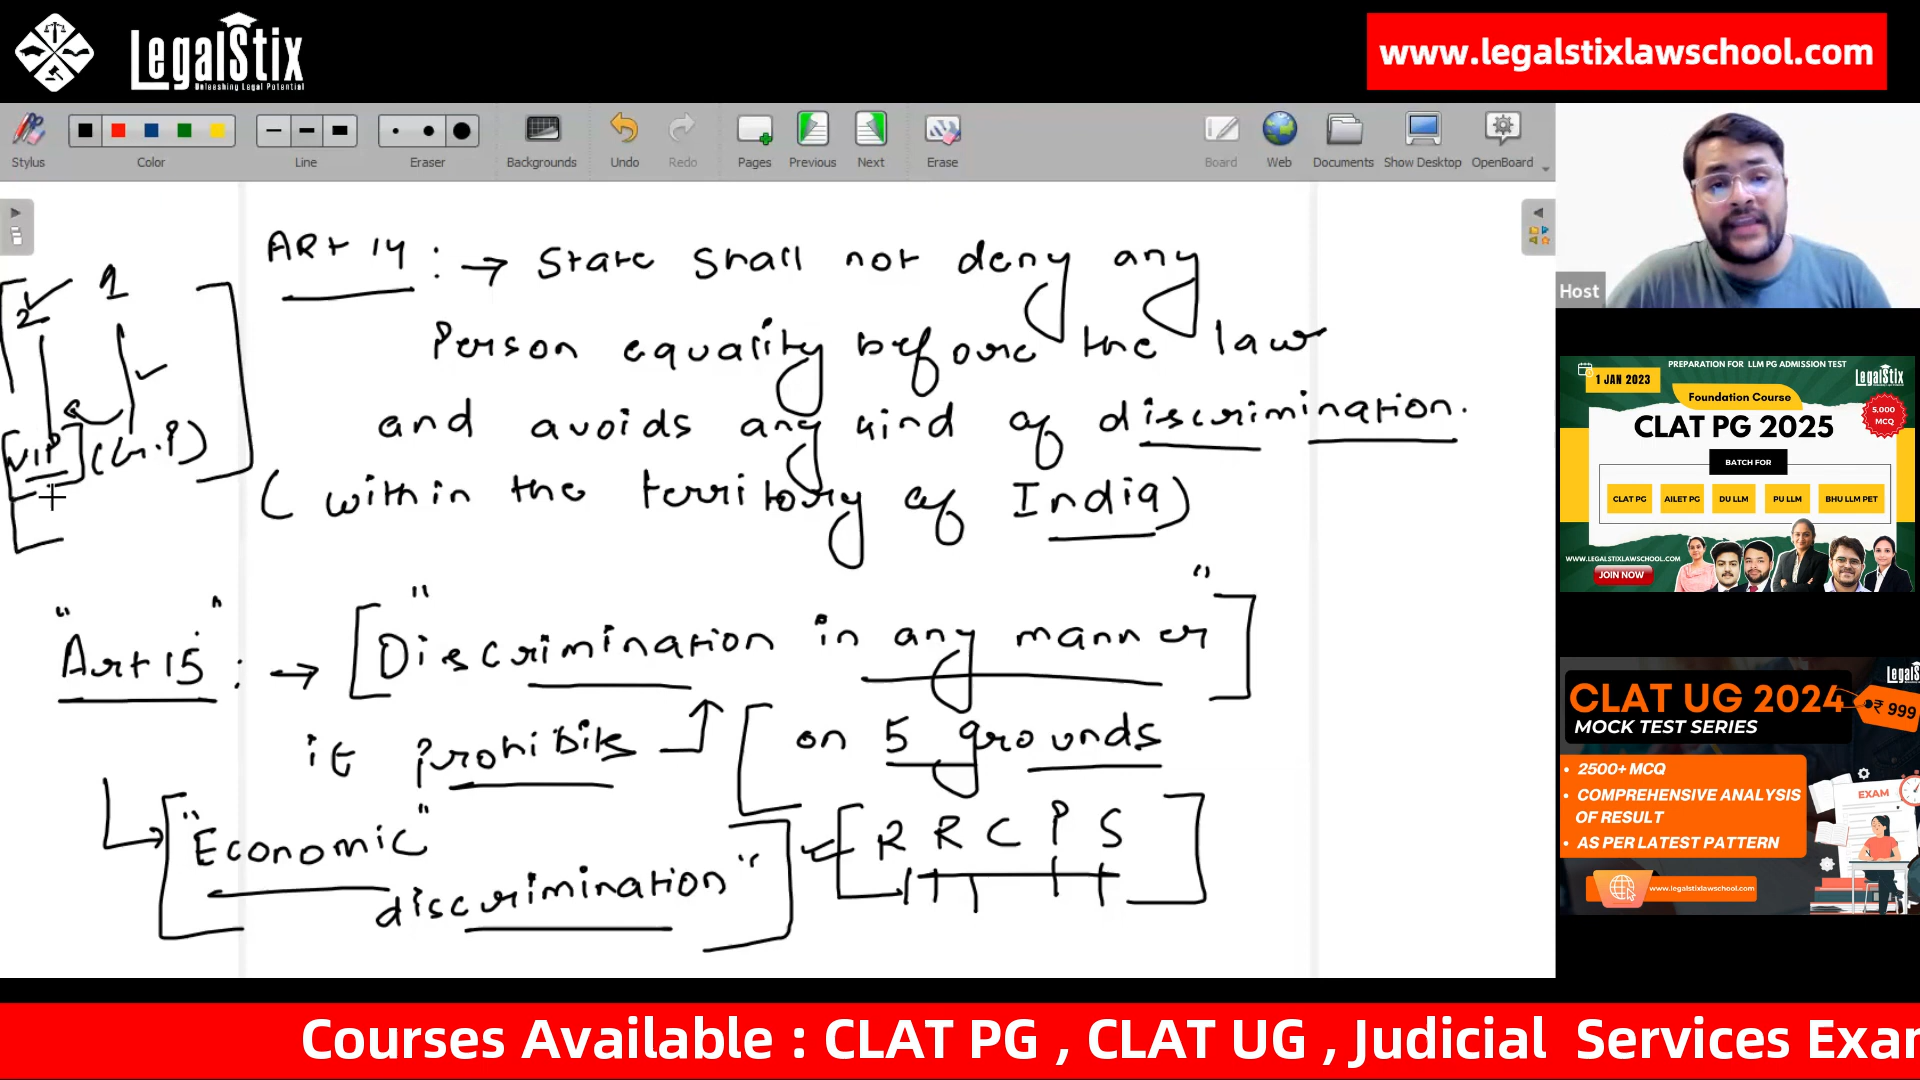 LegalStix
Unleashing Legal Potential
www.legalstixlawschool.com
Stylus
Color
Line
Eraser
Backgrounds
Undo
Redo
Pages
Previous
Next
Erase
Board
Web
Documents
Show Desktop
OpenBoard
Host
2 1
[VIP] (G.P)
ARt 14 : → State Shall not deny any
Person equality before the law
and avoids any kind of discrimination.
( within the territory of India)
"Art 15" : → ["Discrimination in any manner"]
it prohibits
[ on 5 grounds
["Economic"
discrimination"]
[R R C P S]
PREPARATION FOR LLM PG ADMISSION TEST
1 JAN 2023
LegalStix
Foundation Course
5,000
MCQ
CLAT PG 2025
BATCH FOR
CLAT PG
AILET PG
DU LLM
PU LLM
BHU LLM PET
WWW.LEGALSTIXLAWSCHOOL.COM
JOIN NOW
LegalS
CLAT UG 2024
₹ 999
MOCK TEST SERIES
• 2500+ MCQ
• COMPREHENSIVE ANALYSIS
OF RESULT
• AS PER LATEST PATTERN
EXAM
www.legalstixlawschool.com
Courses Available : CLAT PG , CLAT UG , Judicial Services Exar